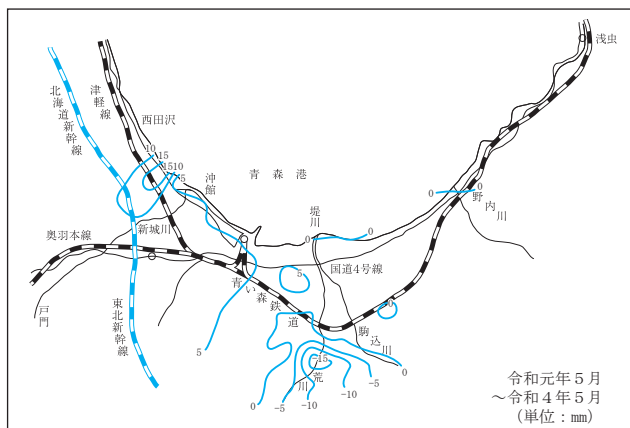 浅虫
津軽線
北海道新幹線
西田沢
10
15
15
10
5
沖館
青森港
堤川
0
0
0
0
野内川
新城川
奥羽本線
国道4号線
5
青い森鉄道
0
戸門
東北新幹線
5
駒込川
-15
荒川
0
-5
-10
-10
-5
0
令和元年5月
～令和4年5月
(単位：mm)